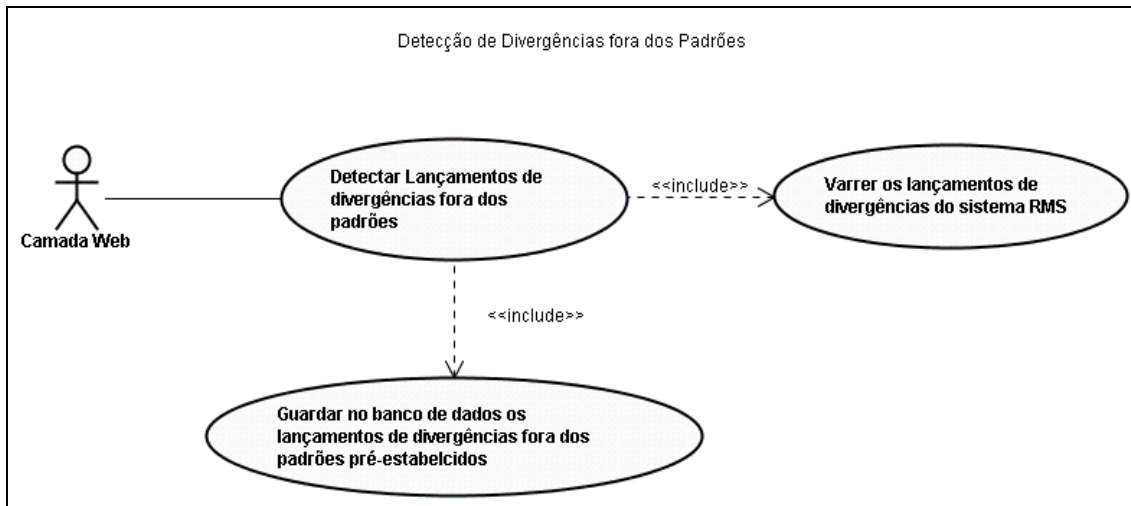 Detecção de Divergências fora dos Padrões
Detectar Lançamentos de
divergências fora dos
padrões
<<include>>
Varrer os lançamentos de
divergências do sistema RMS
Camada Web
<<include>>
Guardar no banco de dados os
lançamentos de divergências fora dos
padrões pré-estabelcidos